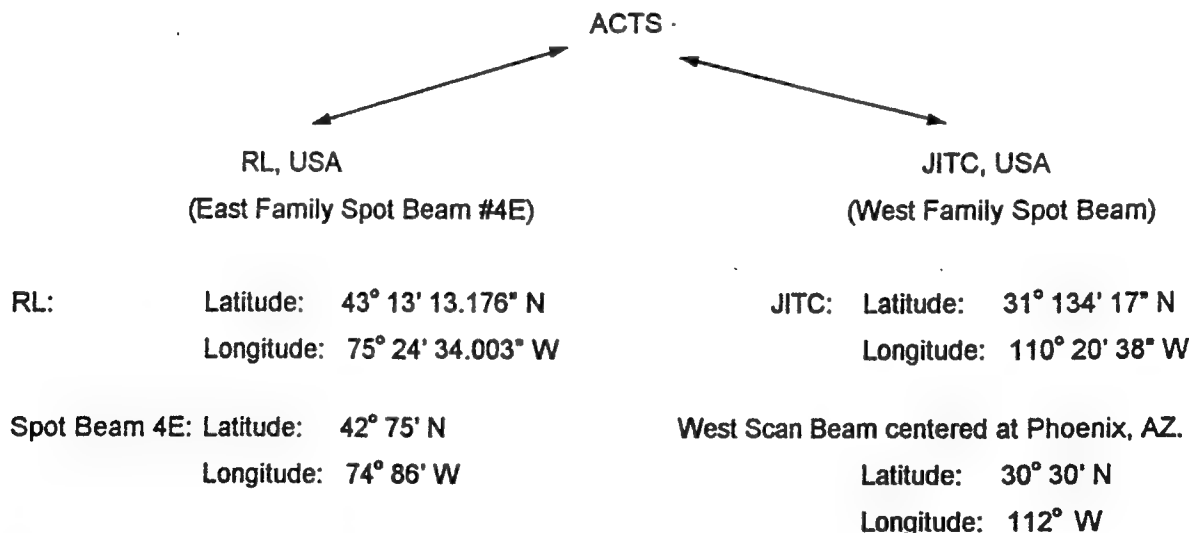 ACTS
RL, USA
(East Family Spot Beam #4E)
JITC, USA
(West Family Spot Beam)
RL: Latitude: 43° 13' 13.176" N
Longitude: 75° 24' 34.003" W
JITC: Latitude: 31° 134' 17" N
Longitude: 110° 20' 38" W
Spot Beam 4E: Latitude: 42° 75' N
Longitude: 74° 86' W
West Scan Beam centered at Phoenix, AZ.
Latitude: 30° 30' N
Longitude: 112° W